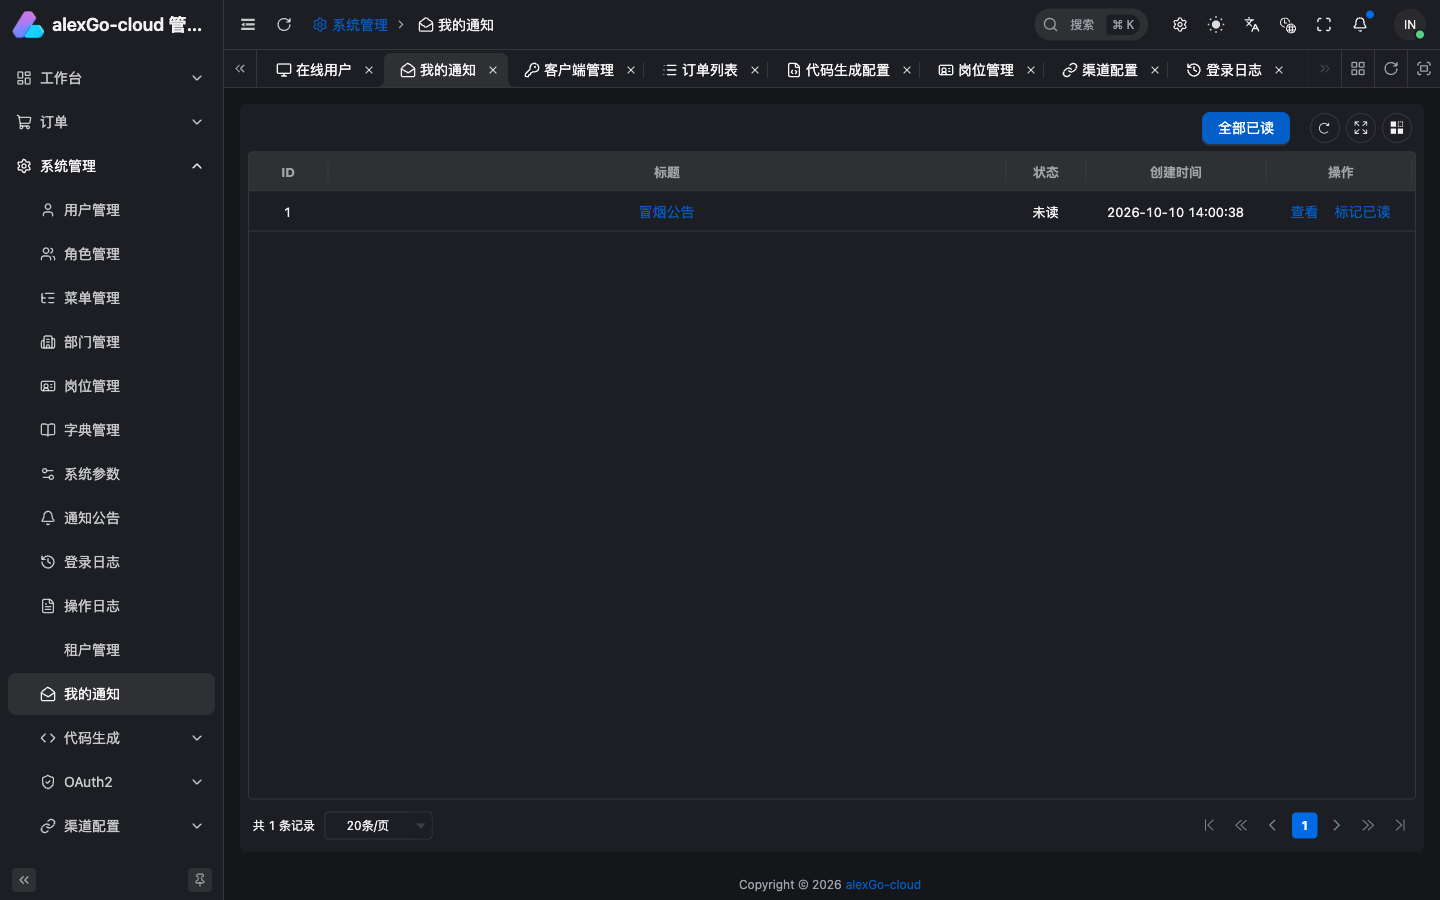 alexGo-cloud 管...
系统管理
我的通知
搜索
⌘ K
IN
在线用户
我的通知
客户端管理
订单列表
代码生成配置
岗位管理
渠道配置
登录日志
工作台
订单
系统管理
用户管理
角色管理
菜单管理
部门管理
岗位管理
字典管理
系统参数
通知公告
登录日志
操作日志
租户管理
我的通知
代码生成
OAuth2
渠道配置
全部已读
ID 标题 状态 创建时间 操作
1 冒烟公告 未读 2026-10-10 14:00:38 查看 标记已读
共 1 条记录
20条/页
1
Copyright © 2026 alexGo-cloud